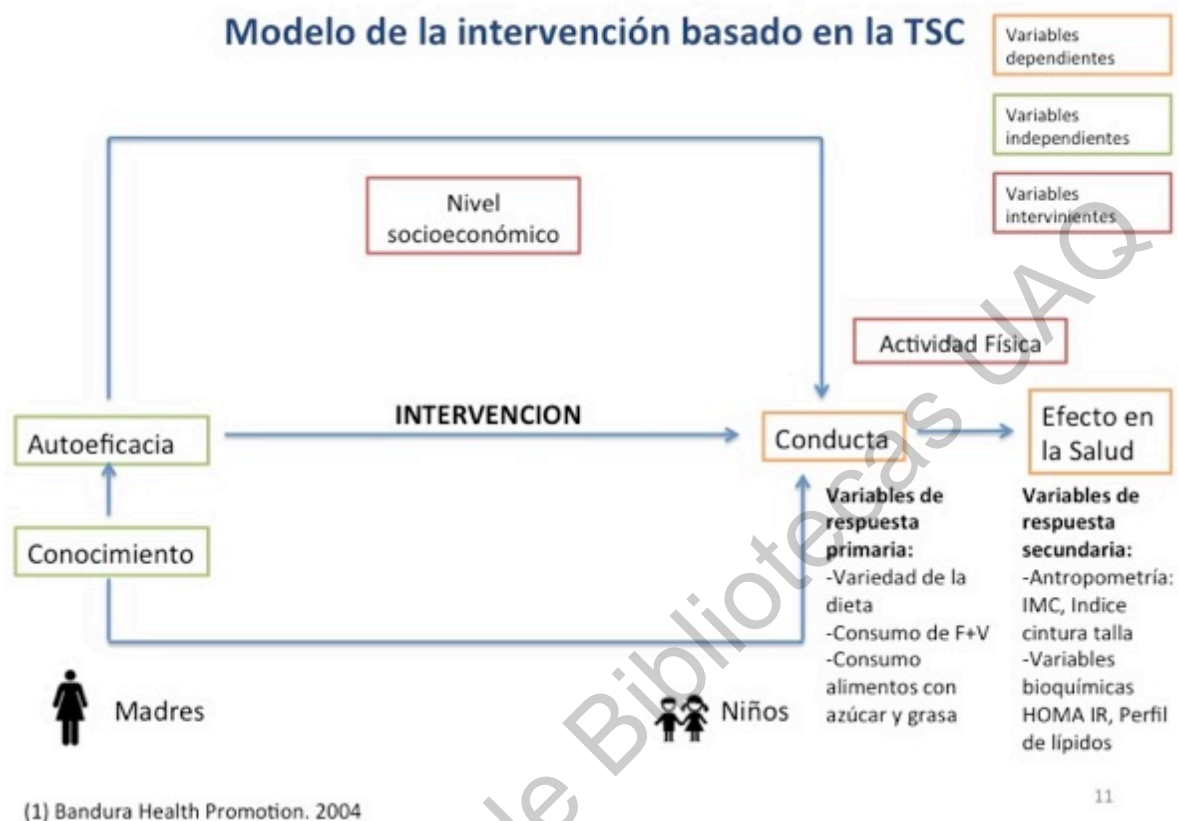 Modelo de la intervención basado en la TSC
Variables
dependientes
Variables
independientes
Variables
intervinientes
Nivel
socioeconómico
Actividad Física
INTERVENCION
Autoeficacia
Conducta
Efecto en
la Salud
Conocimiento
Variables de
respuesta
primaria:
-Variedad de la
dieta
-Consumo de F+V
-Consumo
alimentos con
azúcar y grasa
Variables de
respuesta
secundaria:
-Antropometría:
IMC, Indice
cintura talla
-Variables
bioquímicas
HOMA IR, Perfil
de lípidos
Madres
Niños
(1) Bandura Health Promotion. 2004
11
de Bibliotecas UAQ